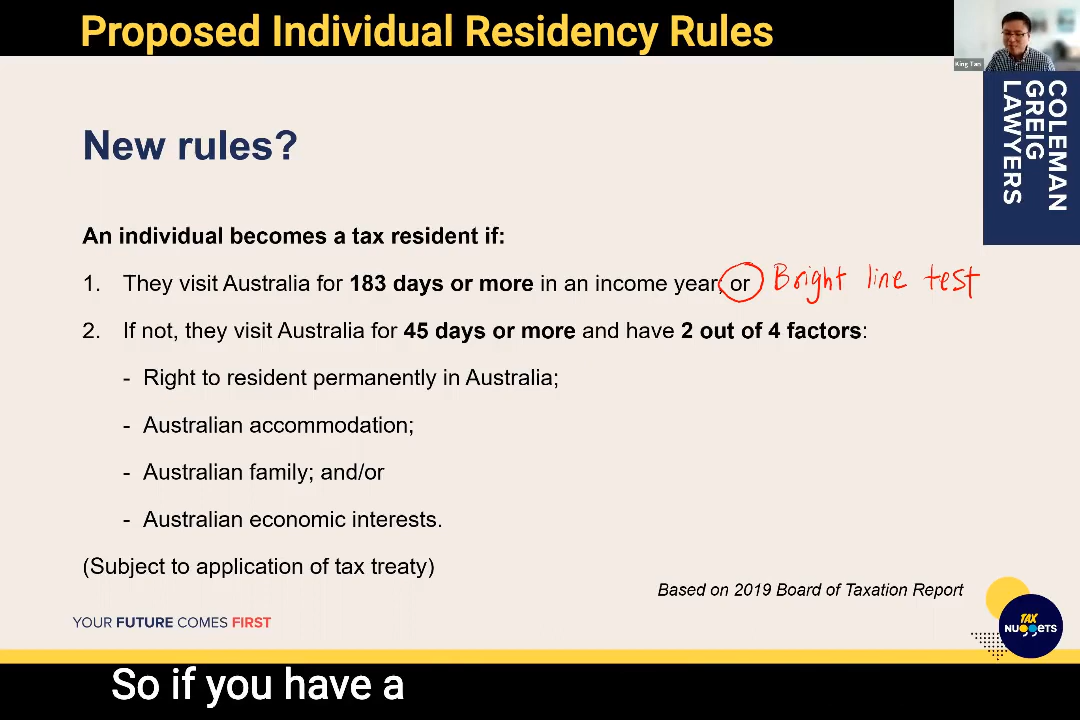 Proposed Individual Residency Rules
King Tan
COLEMAN
GREIG
LAWYERS
New rules?
An individual becomes a tax resident if:
1. They visit Australia for 183 days or more in an income year; or Bright line test
2. If not, they visit Australia for 45 days or more and have 2 out of 4 factors:
- Right to resident permanently in Australia;
- Australian accommodation;
- Australian family; and/or
- Australian economic interests.
(Subject to application of tax treaty)
Based on 2019 Board of Taxation Report
YOUR FUTURE COMES FIRST
TAX
NUGGETS
So if you have a